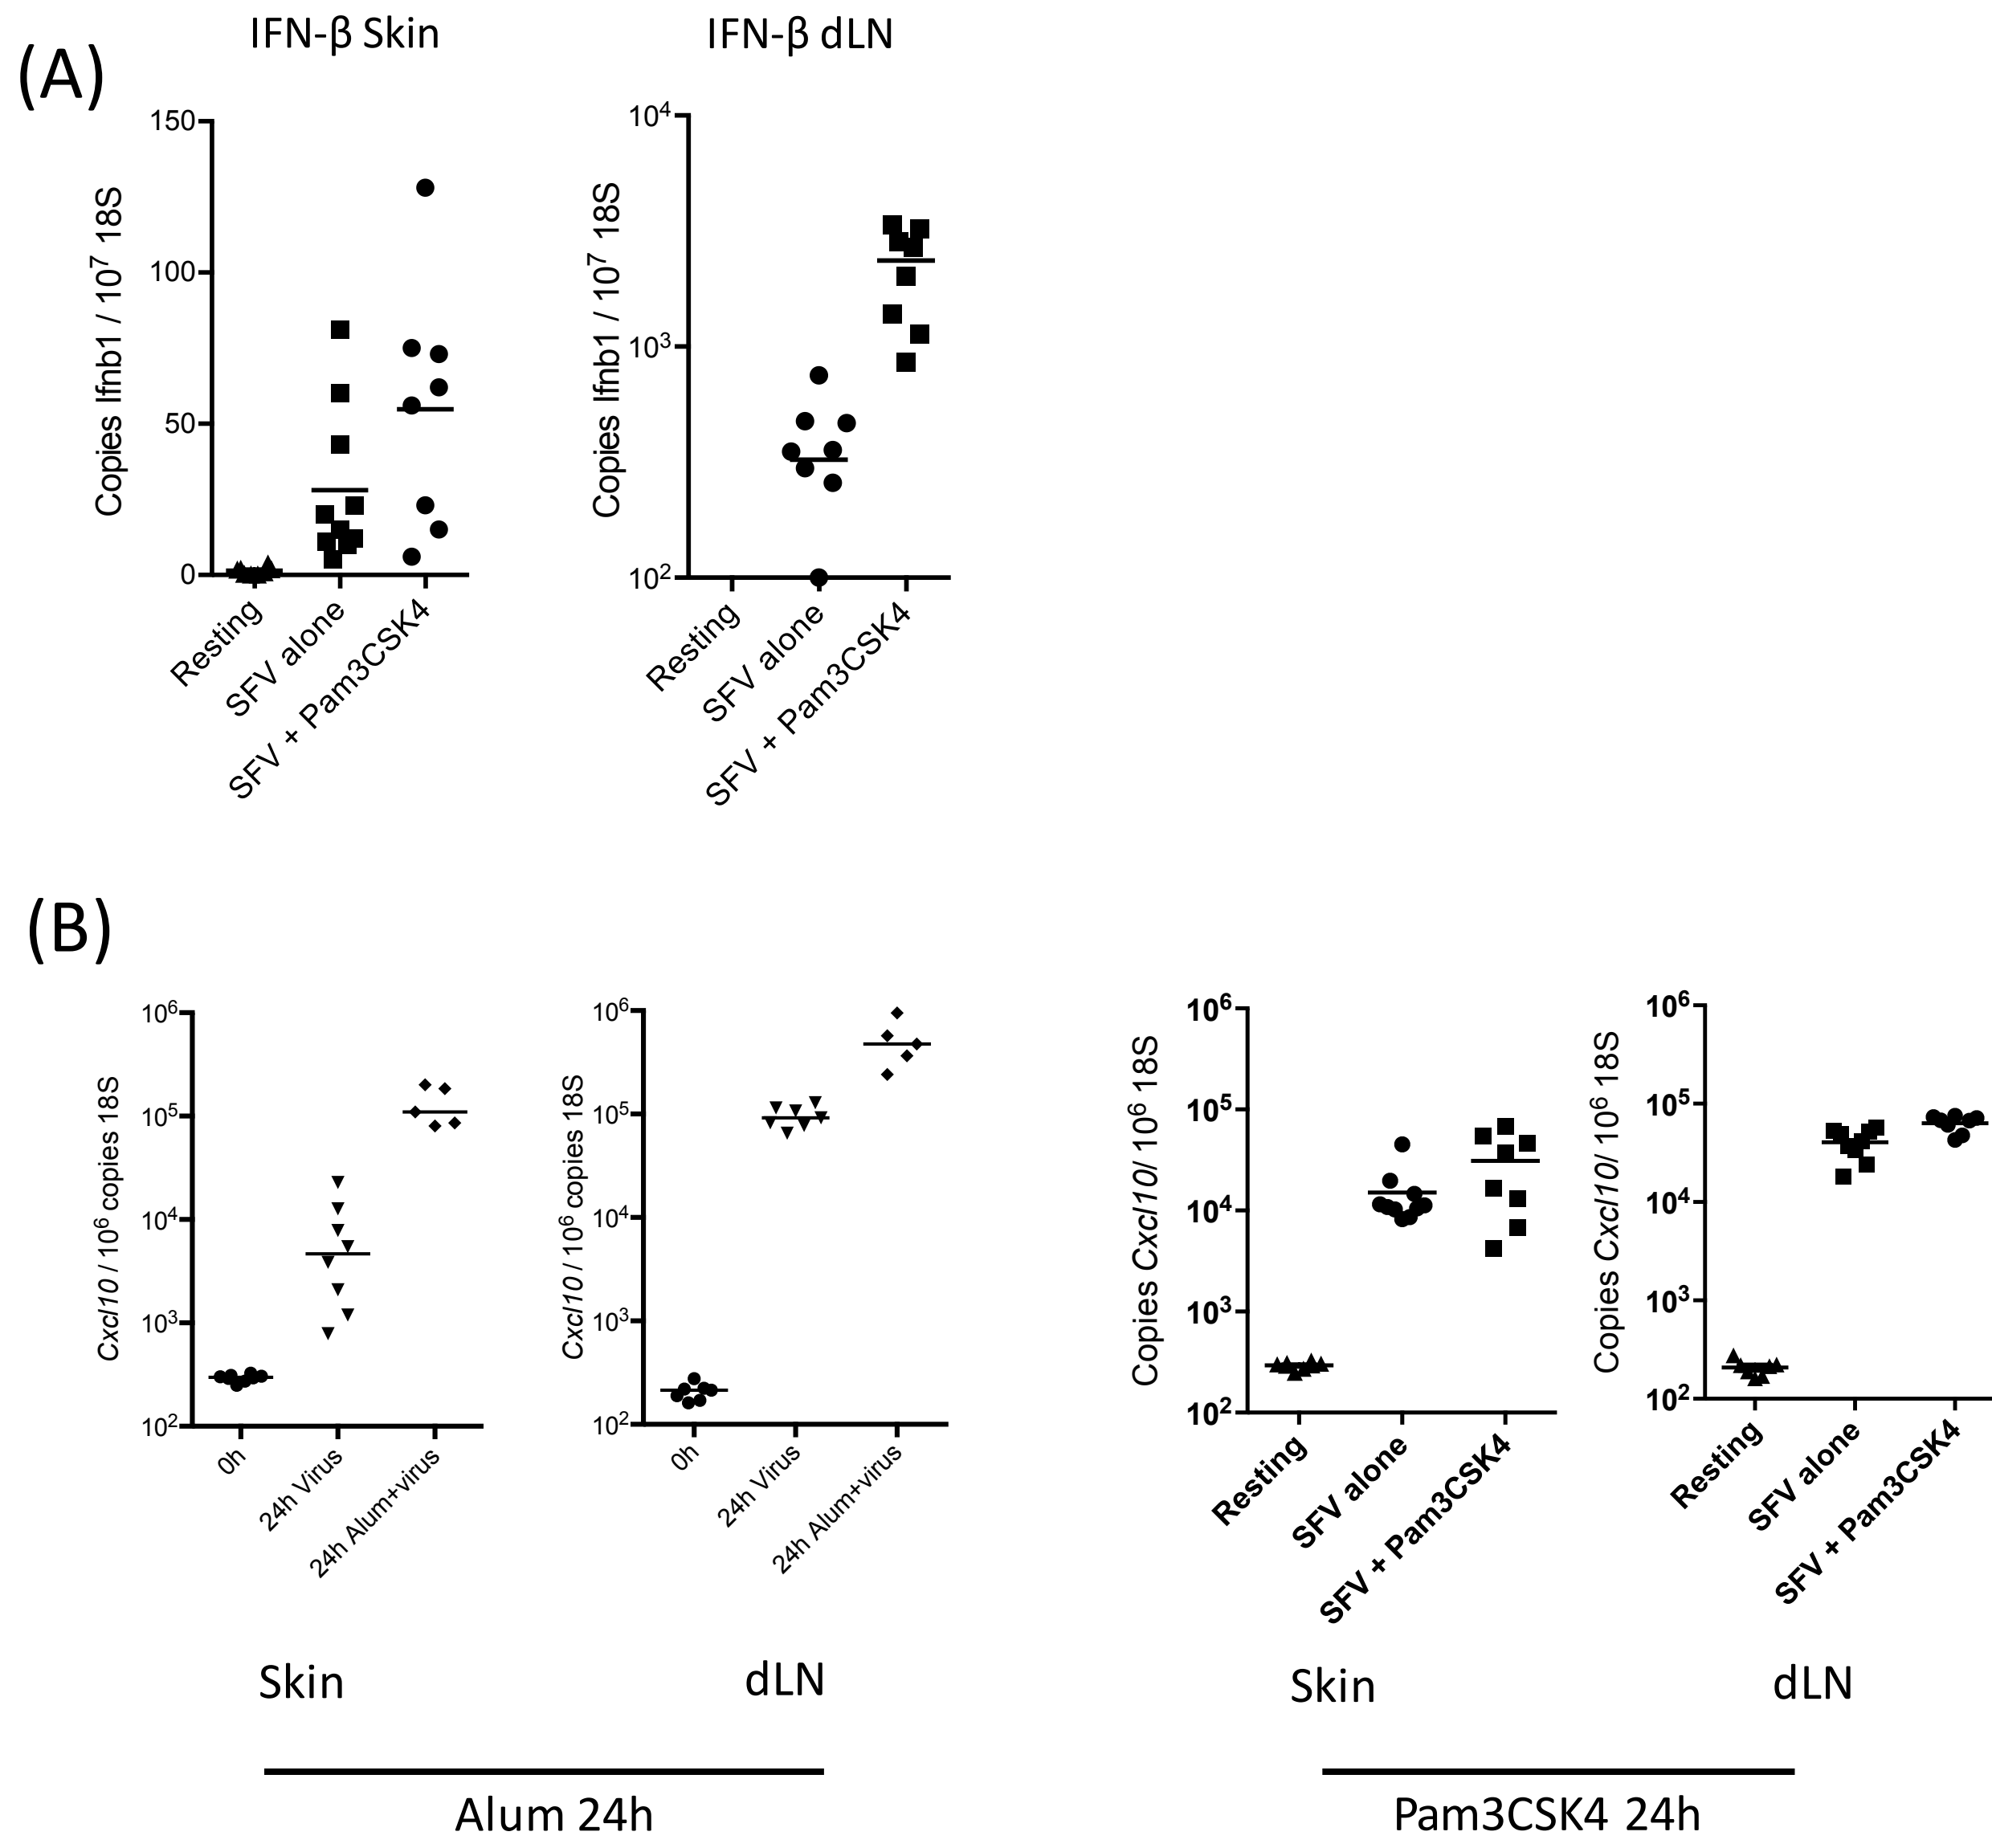 (A)
IFN-β Skin
IFN-β dLN
Copies Ifnb1 / 10⁷ 18S
150
100
50
0
Resting
SFV alone
SFV + Pam3CSK4
Copies Ifnb1 / 10⁷ 18S
10⁴
10³
10²
Resting
SFV alone
SFV + Pam3CSK4
(B)
Cxcl10 / 10⁶ copies 18S
10⁶
10⁵
10⁴
10³
10²
0h
24h Virus
24h Alum+virus
Skin
Cxcl10 / 10⁶ copies 18S
10⁶
10⁵
10⁴
10³
10²
0h
24h Virus
24h Alum+virus
dLN
Alum 24h
Copies Cxcl10/ 10⁶ 18S
10⁶
10⁵
10⁴
10³
10²
Resting
SFV alone
SFV + Pam3CSK4
Skin
Copies Cxcl10/ 10⁶ 18S
10⁶
10⁵
10⁴
10³
10²
Resting
SFV alone
SFV + Pam3CSK4
dLN
Pam3CSK4 24h